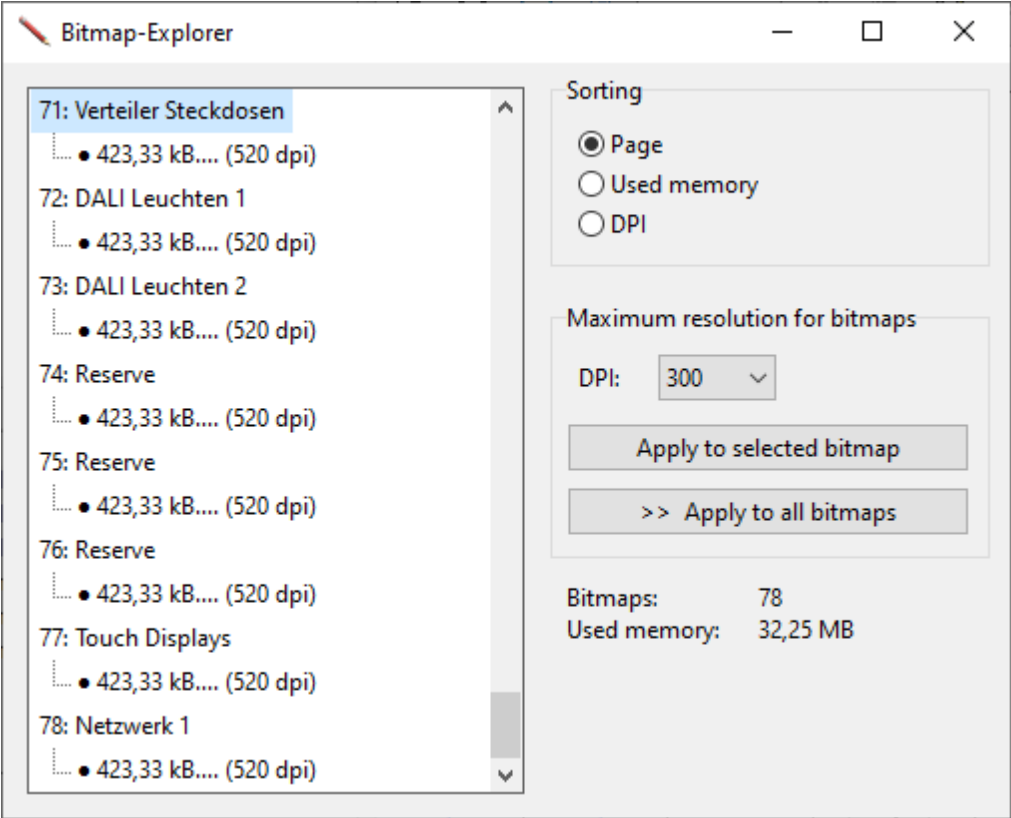 Bitmap-Explorer
71: Verteiler Steckdosen
● 423,33 kB.... (520 dpi)
72: DALI Leuchten 1
● 423,33 kB.... (520 dpi)
73: DALI Leuchten 2
● 423,33 kB.... (520 dpi)
74: Reserve
● 423,33 kB.... (520 dpi)
75: Reserve
● 423,33 kB.... (520 dpi)
76: Reserve
● 423,33 kB.... (520 dpi)
77: Touch Displays
● 423,33 kB.... (520 dpi)
78: Netzwerk 1
● 423,33 kB.... (520 dpi)
Sorting
Page
Used memory
DPI
Maximum resolution for bitmaps
DPI: 300
Apply to selected bitmap
>> Apply to all bitmaps
Bitmaps: 78
Used memory: 32,25 MB